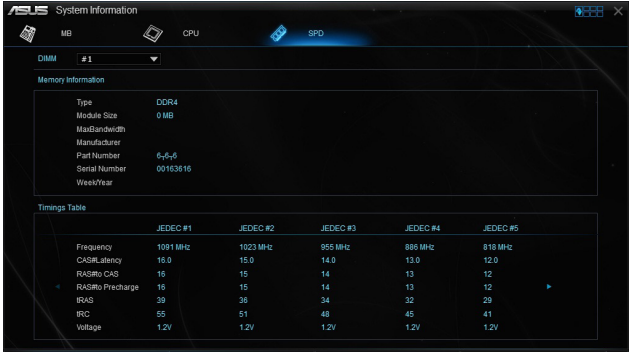 ASUS System Information
MB CPU SPD
DIMM #1
Memory Information
Type DDR4
Module Size 0 MB
MaxBandwidth
Manufacturer
Part Number 6┐6┐6
Serial Number 00163616
Week/Year
Timings Table
JEDEC #1 JEDEC #2 JEDEC #3 JEDEC #4 JEDEC #5
Frequency 1091 MHz 1023 MHz 955 MHz 886 MHz 818 MHz
CAS#Latency 16.0 15.0 14.0 13.0 12.0
RAS#to CAS 16 15 14 13 12
RAS#to Precharge 16 15 14 13 12
tRAS 39 36 34 32 29
tRC 55 51 48 45 41
Voltage 1.2V 1.2V 1.2V 1.2V 1.2V